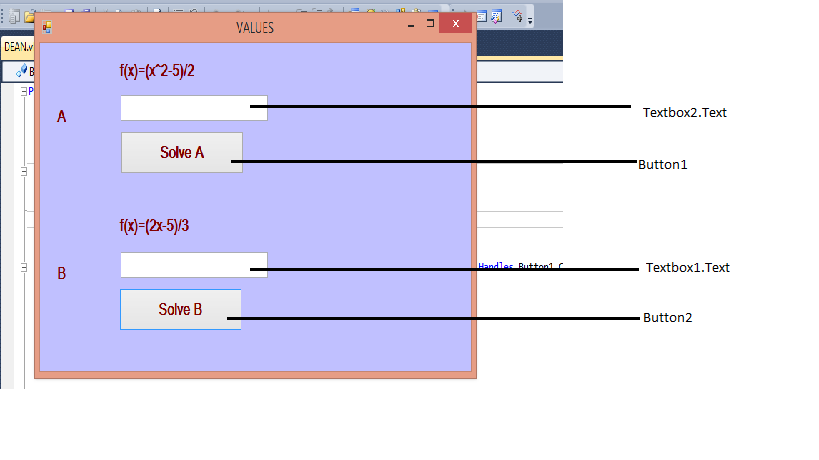 VALUES
x
DEAN.v
B
P
f(x)=(x^2-5)/2
A
Textbox2.Text
Solve A
Button1
f(x)=(2x-5)/3
B
Handles Button1.C
Textbox1.Text
Solve B
Button2